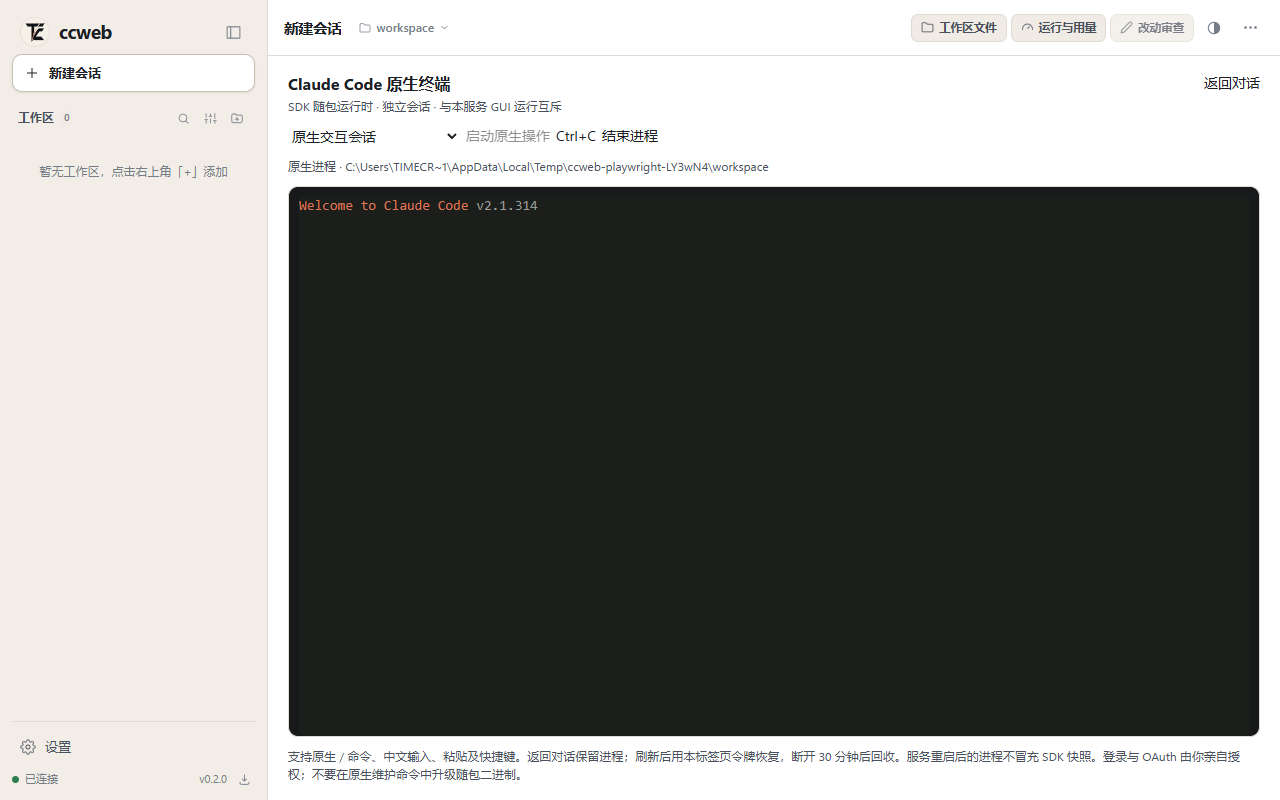 ccweb
新建会话
工作区 0
暂无工作区，点击右上角「+」添加
设置
已连接 v0.2.0
新建会话 workspace 工作区文件 运行与用量 改动审查
Claude Code 原生终端 返回对话
SDK 随包运行时 · 独立会话 · 与本服务 GUI 运行互斥
原生交互会话 启动原生操作 Ctrl+C 结束进程
原生进程 · C:\Users\TIMECR~1\AppData\Local\Temp\ccweb-playwright-LY3wN4\workspace
Welcome to Claude Code v2.1.314
支持原生 / 命令、中文输入、粘贴及快捷键。返回对话保留进程；刷新后用本标签页令牌恢复，断开 30 分钟后回收。服务重启后的进程不冒充 SDK 快照。登录与 OAuth 由你亲自授
权；不要在原生维护命令中升级随包二进制。